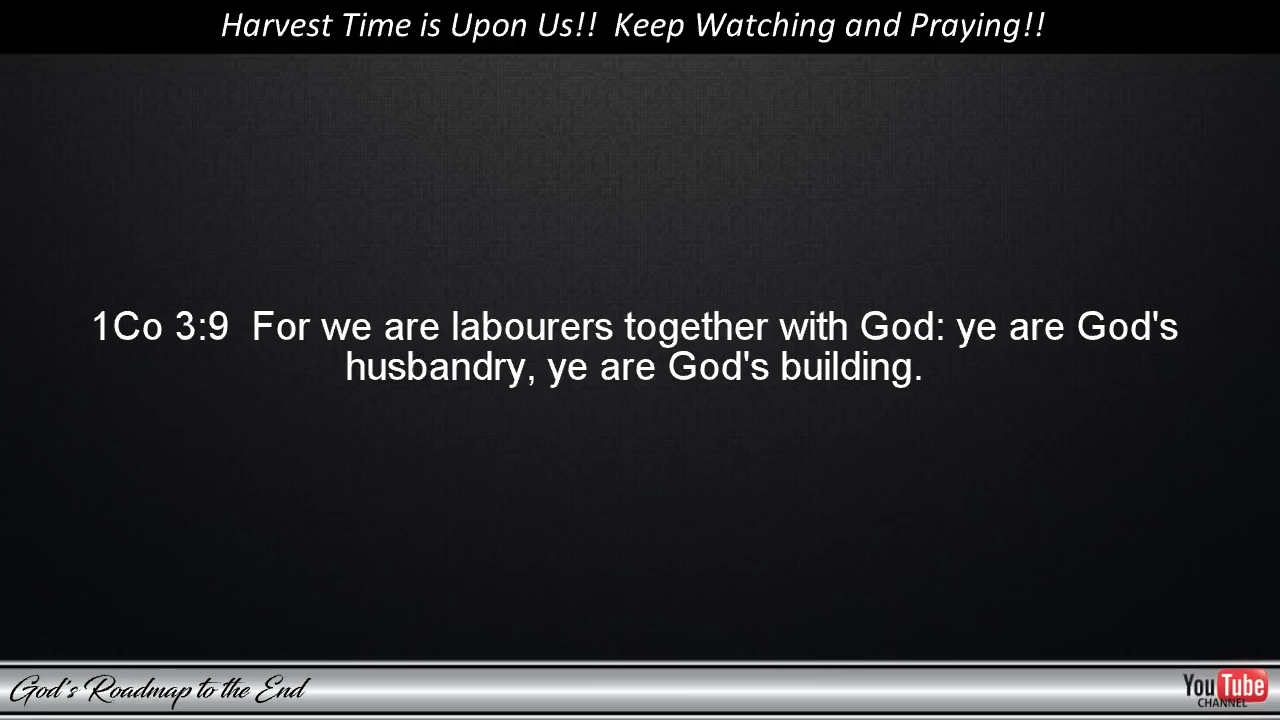 Harvest Time is Upon Us!!  Keep Watching and Praying!!
1Co 3:9  For we are labourers together with God: ye are God's
husbandry, ye are God's building.
God's Roadmap to the End
YouTube
CHANNEL